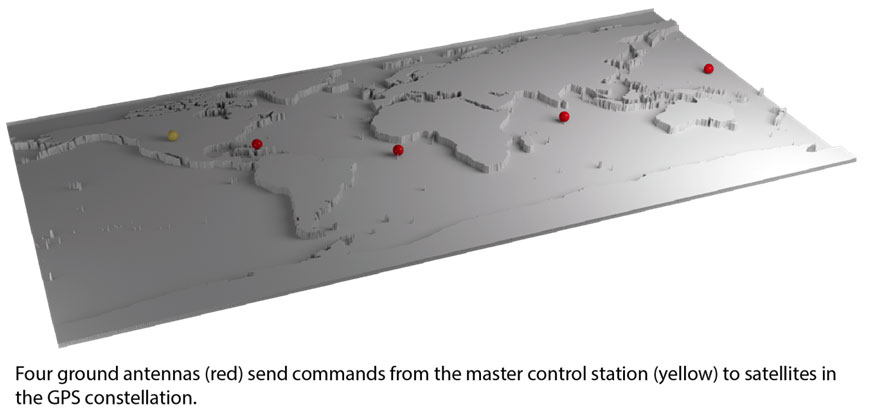 Four ground antennas (red) send commands from the master control station (yellow) to satellites in
the GPS constellation.